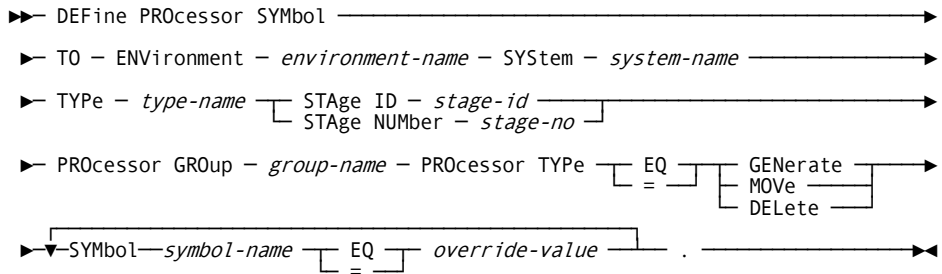 DEFine PROcessor SYMbol
TO ENVironment environment-name SYStem system-name
TYPe type-name STAge ID stage-id
STAge NUMber stage-no
PROcessor GROup group-name PROcessor TYPe EQ GENerate
= MOVe
DELete
SYMbol symbol-name EQ override-value .
=